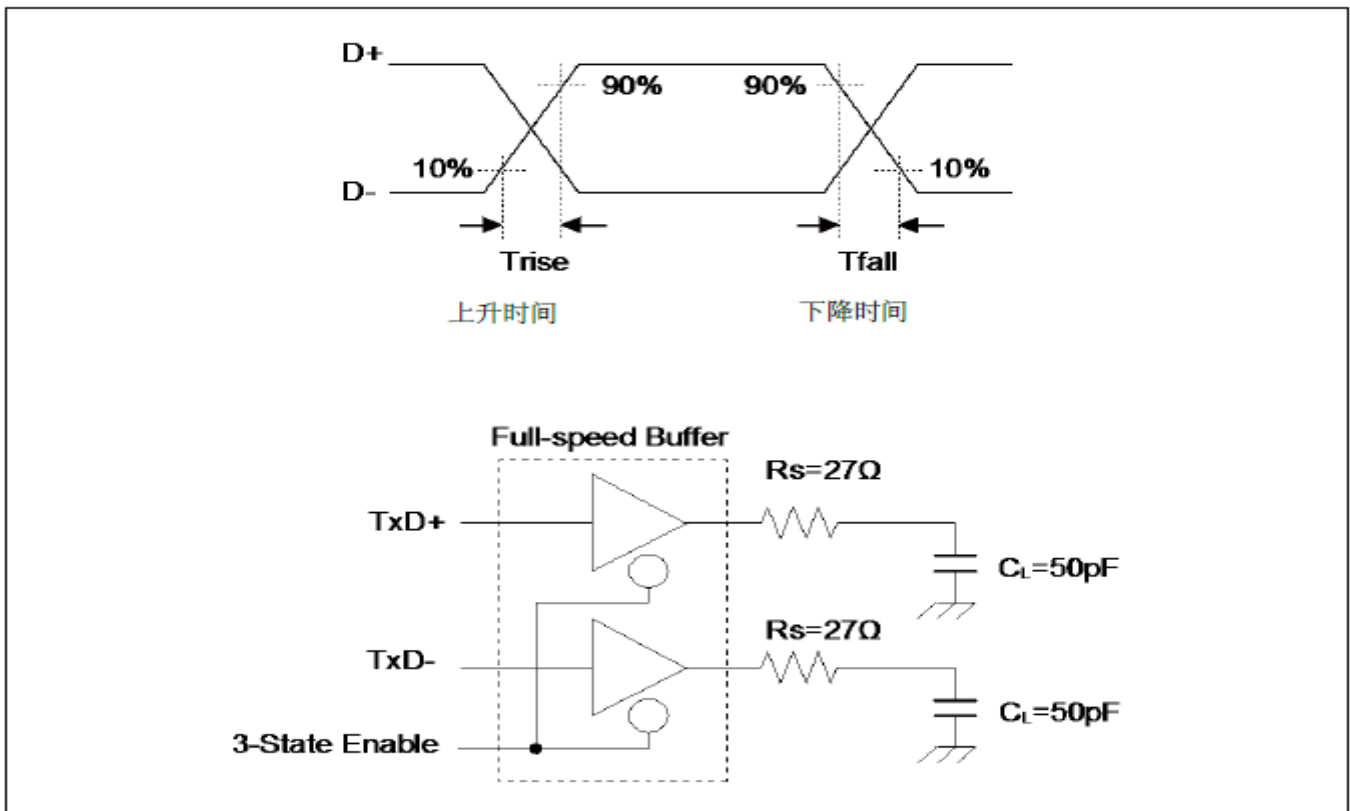 D+
90% 90%
10% 10%
D-
Trise Tfall
上升时间 下降时间
Full-speed Buffer
Rs=27Ω
TxD+
CL=50pF
Rs=27Ω
TxD-
CL=50pF
3-State Enable